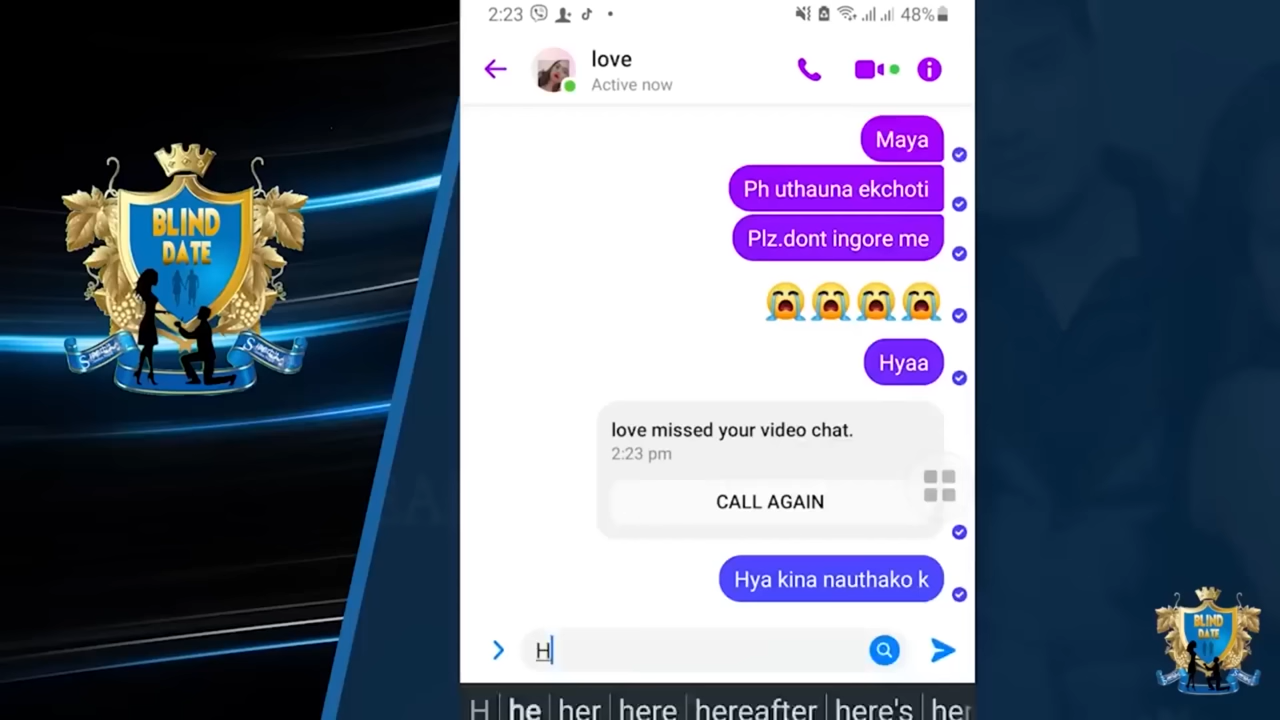 2:23
48%
love
Active now
Maya
Ph uthauna ekchoti
Plz.dont ingore me
Hyaa
love missed your video chat.
2:23 pm
CALL AGAIN
Hya kina nauthako k
H
H he her here hereafter here's her
BLIND
DATE
BLIND
DATE